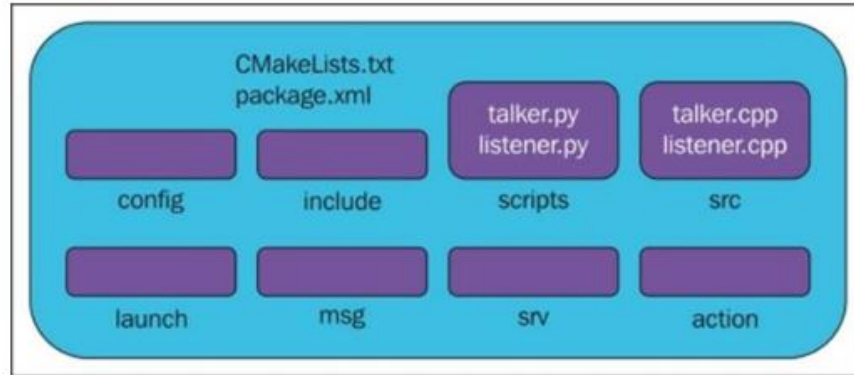 CMakeLists.txt
package.xml
talker.py
listener.py
talker.cpp
listener.cpp
config
include
scripts
src
launch
msg
srv
action